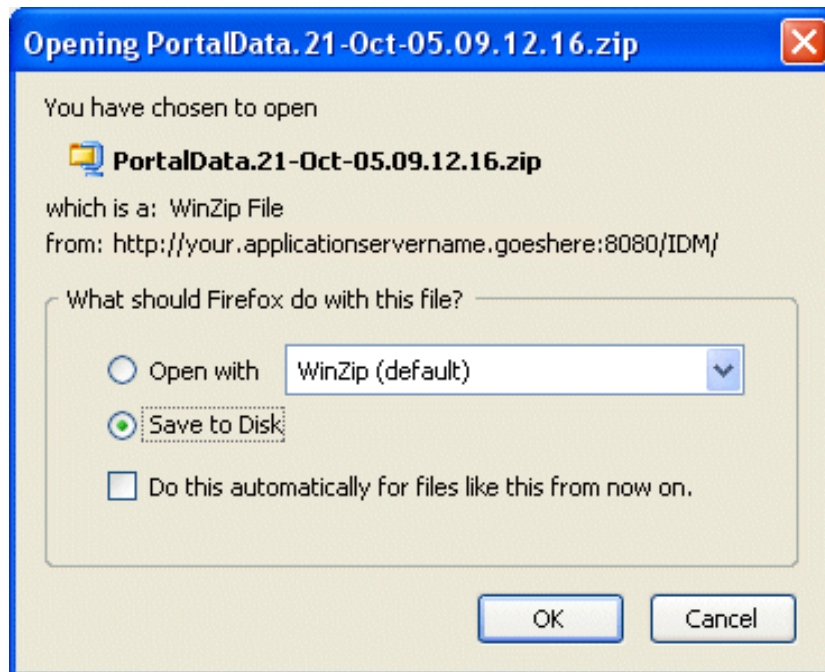 Opening PortalData.21-Oct-05.09.12.16.zip
You have chosen to open
PortalData.21-Oct-05.09.12.16.zip
which is a: WinZip File
from: http://your.applicationservername.goeshere:8080/IDM/
What should Firefox do with this file?
Open with WinZip (default)
Save to Disk
Do this automatically for files like this from now on.
OK Cancel